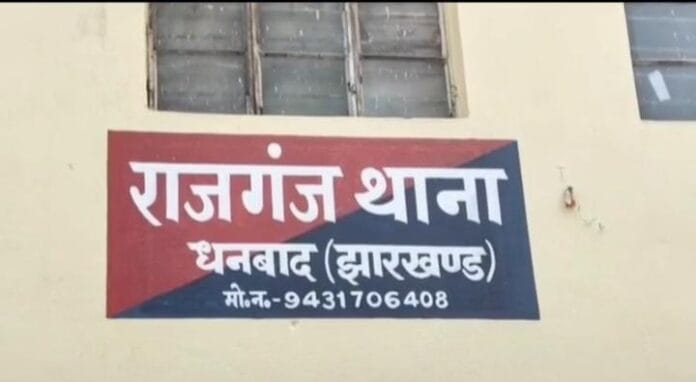 राजगंज थाना
धनबाद (झारखण्ड)
मो॰न॰-9431706408